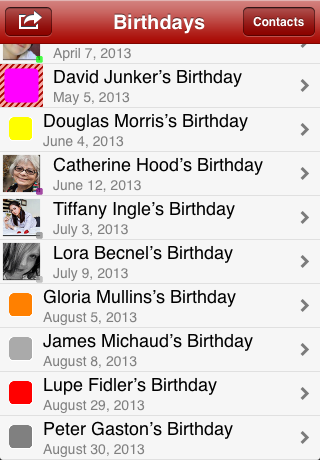 Birthdays
Contacts
April 7, 2013
David Junker's Birthday
May 5, 2013
Douglas Morris's Birthday
June 4, 2013
Catherine Hood's Birthday
June 12, 2013
Tiffany Ingle's Birthday
July 3, 2013
Lora Becnel's Birthday
July 9, 2013
Gloria Mullins's Birthday
August 5, 2013
James Michaud's Birthday
August 8, 2013
Lupe Fidler's Birthday
August 29, 2013
Peter Gaston's Birthday
August 30, 2013